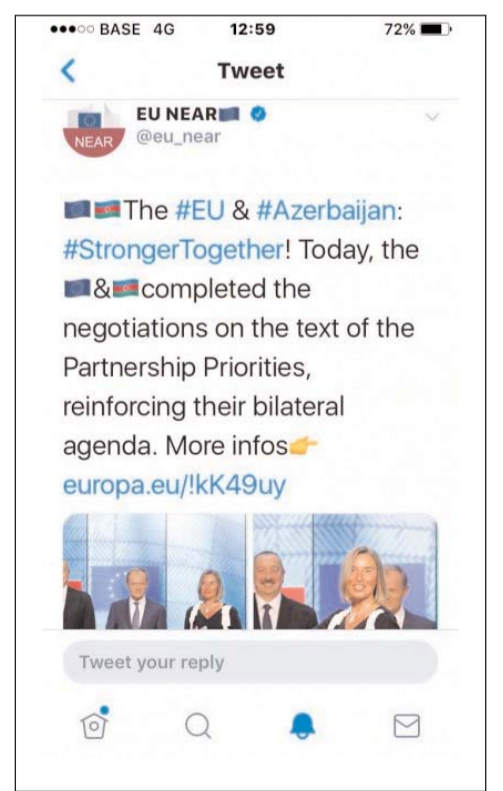 ●●●○○ BASE 4G 12:59 72%
Tweet
EU NEAR🇪🇺
NEAR @eu_near
🇪🇺🇦🇿The #EU & #Azerbaijan:
#StrongerTogether! Today, the
🇪🇺&🇦🇿completed the
negotiations on the text of the
Partnership Priorities,
reinforcing their bilateral
agenda. More infos👉
europa.eu/!kK49uy
Tweet your reply